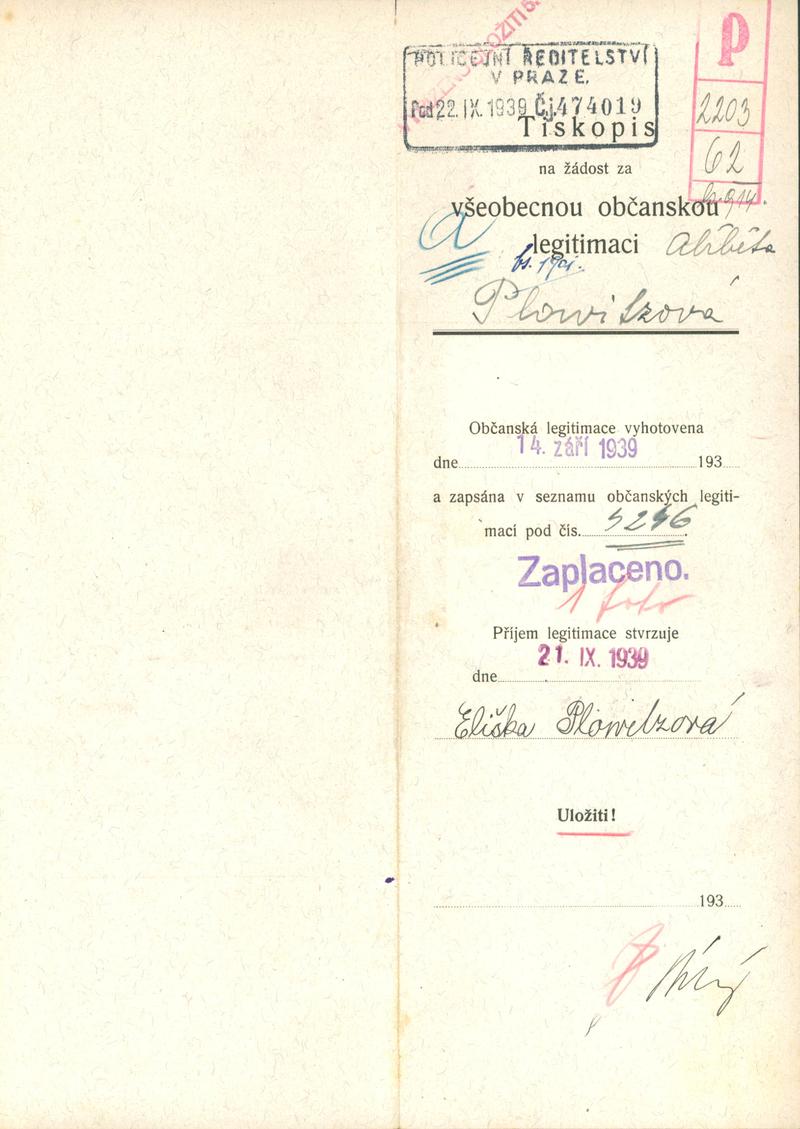 POLICEJNÍ ŘEDITELSTVÍ
V PRAZE.
Pod 22.IX.1939 Čj. 474019
P
2203
62
Tiskopis
na žádost za
všeobecnou občanskou
legitimaci Alžběta
Plowitzová
Občanská legitimace vyhotovena
14. září 1939
dne 193
a zapsána v seznamu občanských legiti-
mací pod čís. 5246
Zaplaceno.
1 foto
Příjem legitimace stvrzuje
21. IX. 1939
dne
Eliška Plowitzová
Uložiti!
193